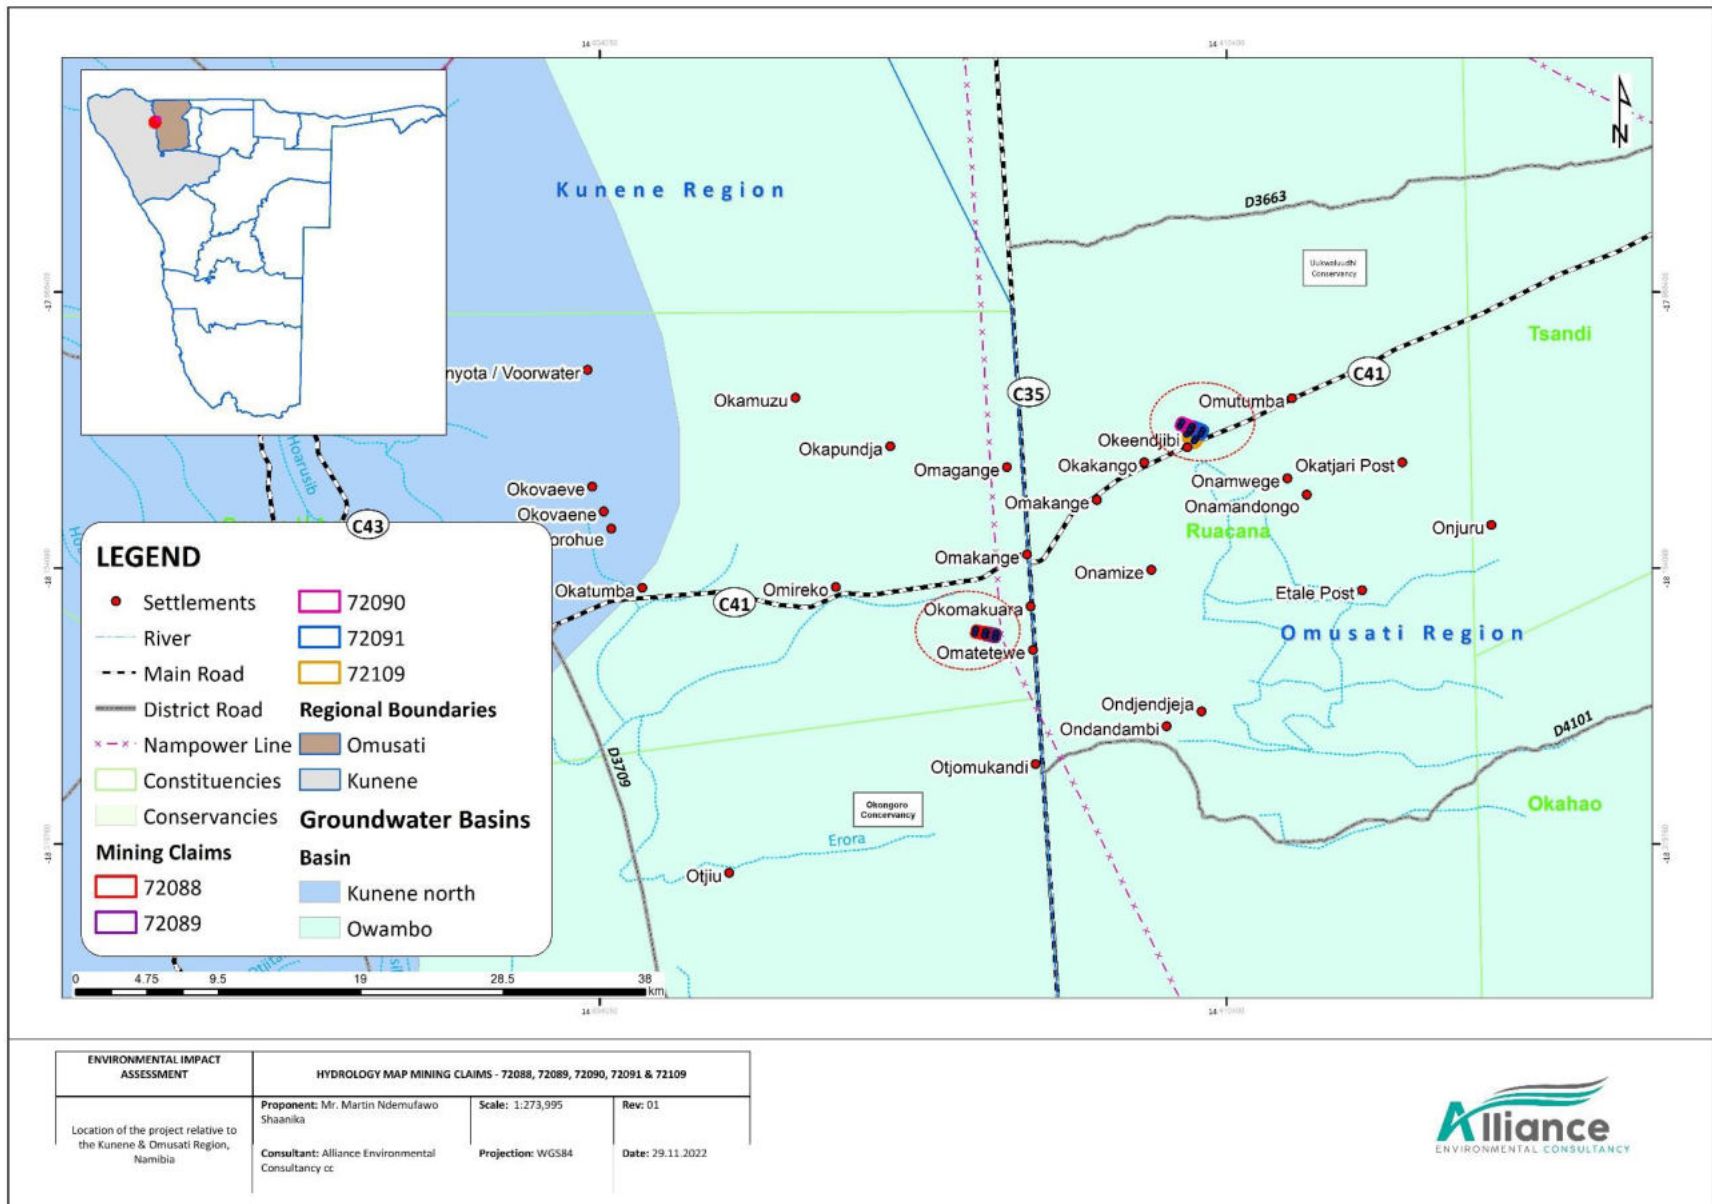 Kunene Region
D3663
Uukwaluudhi
Conservancy
Tsandi
C41
C35
nyota / Voorwater
Okamuzu
Omutumba
Okapundja
Okeendjibi
Omagange
Okakango
Okatjari Post
Onamwege
Okovaeve
Omakange
Onamandongo
Okovaene
Ruacana
Onjuru
orohue
Hoarusib
C43
Omakange
Onamize
Okatumba
Omireko
Etale Post
C41
Okomakuara
Omusati Region
Omatetewe
Ondjendjeja
Ondandambi
D4101
D3709
Otjomukandi
Okongoro
Concervancy
Okahao
Erora
Otjiu
N
LEGEND
Settlements
River
Main Road
District Road
Nampower Line
Constituencies
Conservancies
Mining Claims
72088
72089
72090
72091
72109
Regional Boundaries
Omusati
Kunene
Groundwater Basins
Basin
Kunene north
Owambo
0 4.75 9.5 19 28.5 38
km
ENVIRONMENTAL IMPACT
ASSESSMENT
HYDROLOGY MAP MINING CLAIMS - 72088, 72089, 72090, 72091 & 72109
Location of the project relative to
the Kunene & Omusati Region,
Namibia
Proponent: Mr. Martin Ndemufawo
Shaanika
Scale: 1:273,995
Rev: 01
Consultant: Alliance Environmental
Consultancy cc
Projection: WGS84
Date: 29.11.2022
Alliance
ENVIRONMENTAL CONSULTANCY